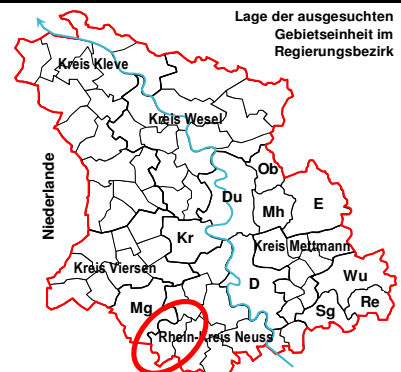 Lage der ausgesuchten
Gebietseinheit im
Regierungsbezirk
Kreis Kleve
Kreis Wesel
Niederlande
Ob
Du
Mh
E
Kr
Kreis Mettmann
Kreis Viersen
Wu
D
Mg
Sg
Re
Rhein-Kreis Neuss